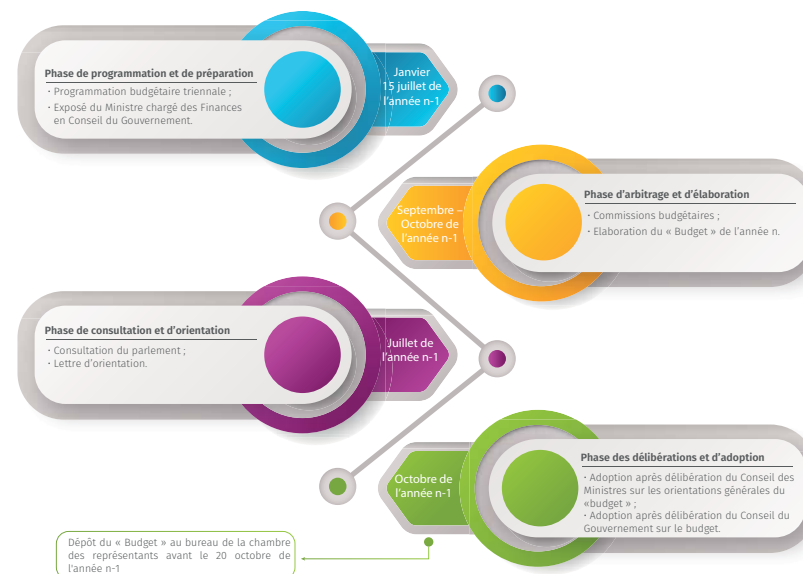 Phase de programmation et de préparation
· Programmation budgétaire triennale ;
· Exposé du Ministre chargé des Finances
en Conseil du Gouvernement.
Janvier
15 juillet de
l'année n-1
Septembre –
Octobre de
l'année n-1
Phase d'arbitrage et d'élaboration
· Commissions budgétaires ;
· Elaboration du « Budget » de l'année n.
Phase de consultation et d'orientation
· Consultation du parlement ;
· Lettre d'orientation.
Juillet de
l'année n-1
Octobre de
l'année n-1
Phase des délibérations et d'adoption
· Adoption après délibération du Conseil des
Ministres sur les orientations générales du
«budget » ;
· Adoption après délibération du Conseil du
Gouvernement sur le budget.
Dépôt du « Budget » au bureau de la chambre
des représentants avant le 20 octobre de
l'année n-1